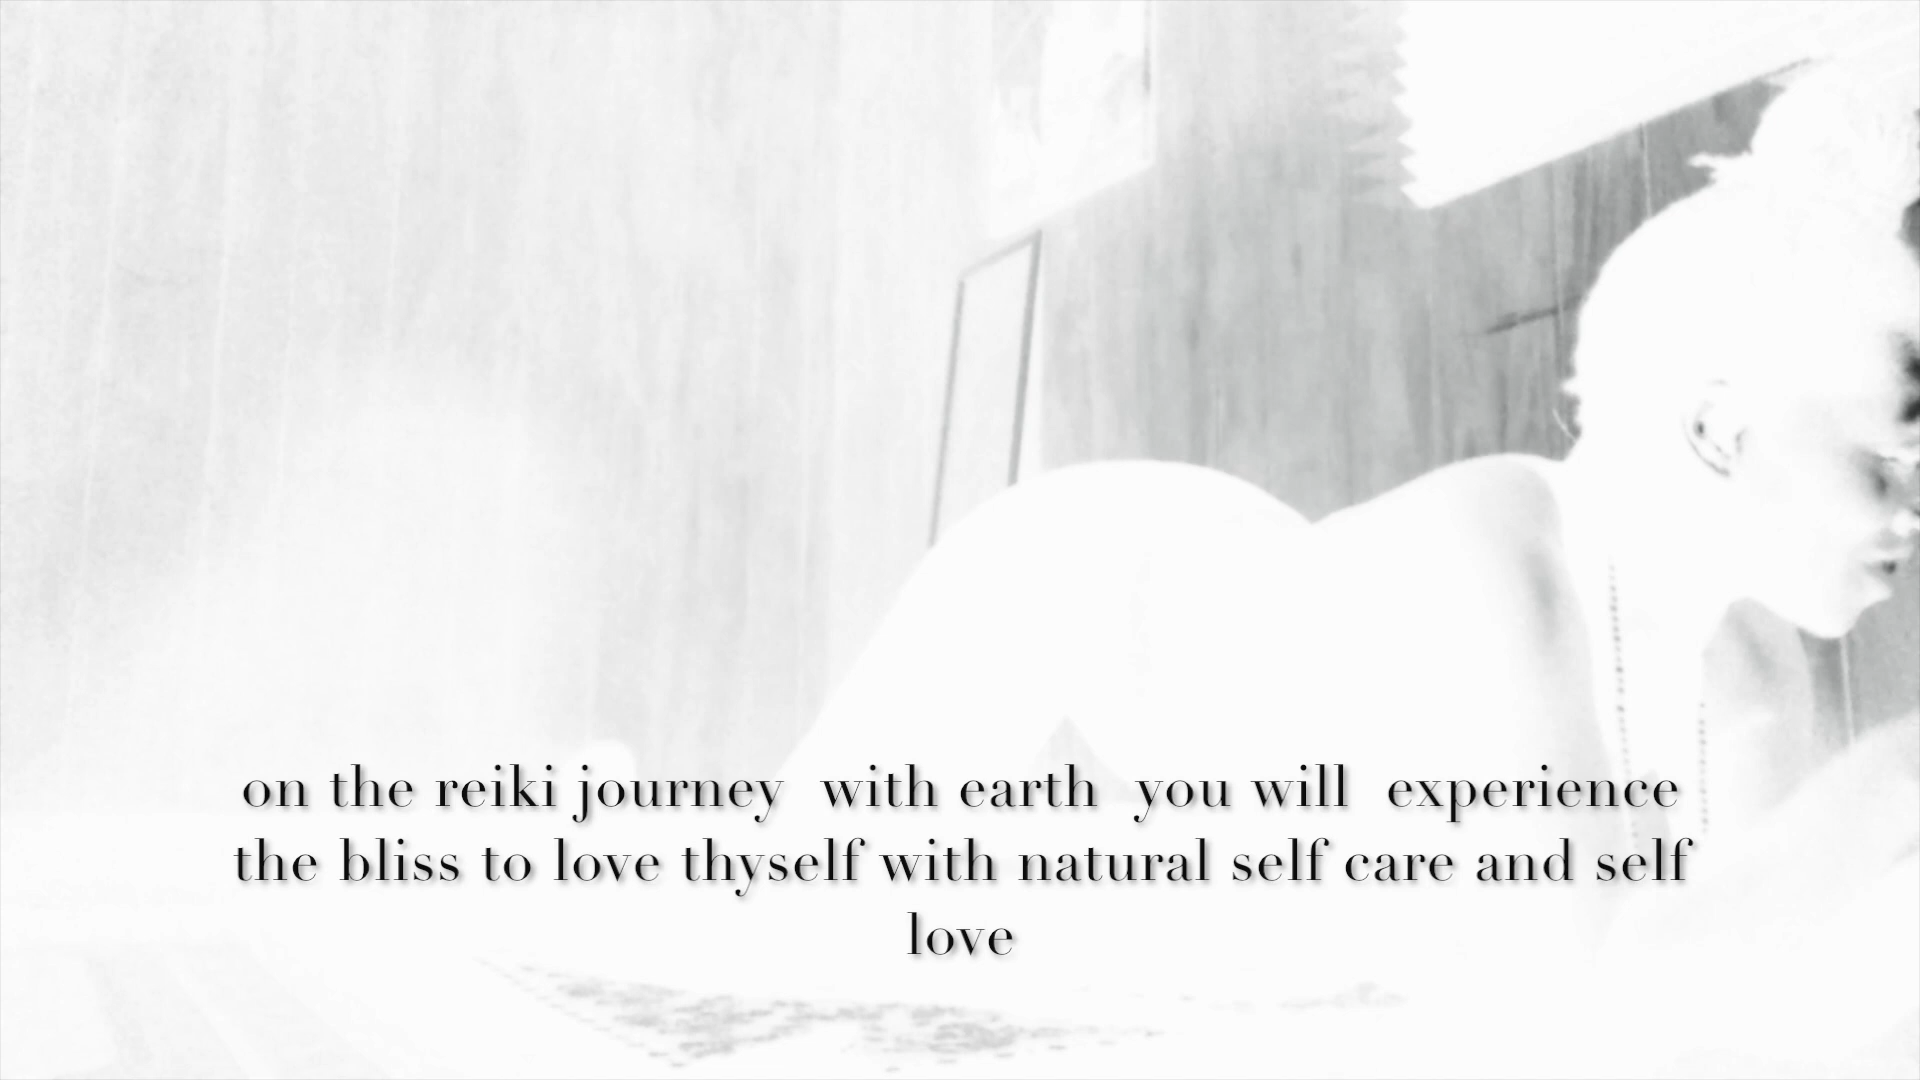 on the reiki journey  with earth  you will  experience
the bliss to love thyself with natural self care and self
love